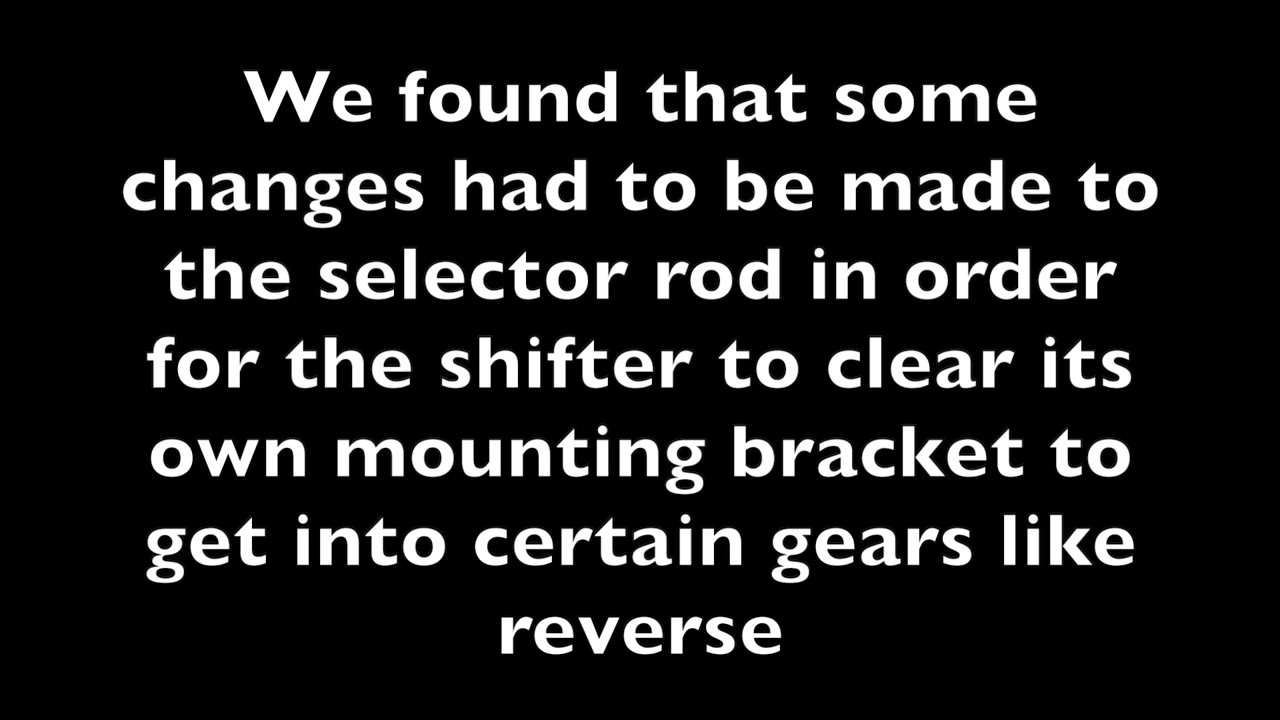 We found that some
changes had to be made to
the selector rod in order
for the shifter to clear its
own mounting bracket to
get into certain gears like
reverse